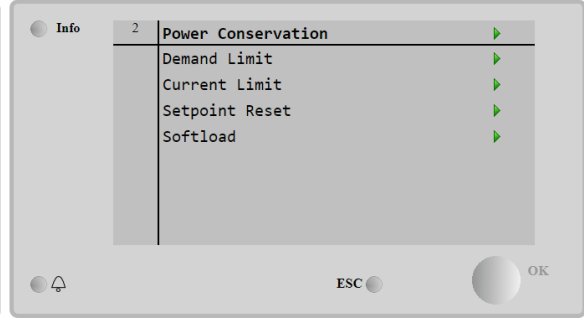 Info
2 Power Conservation
Demand Limit
Current Limit
Setpoint Reset
Softload
ESC
OK